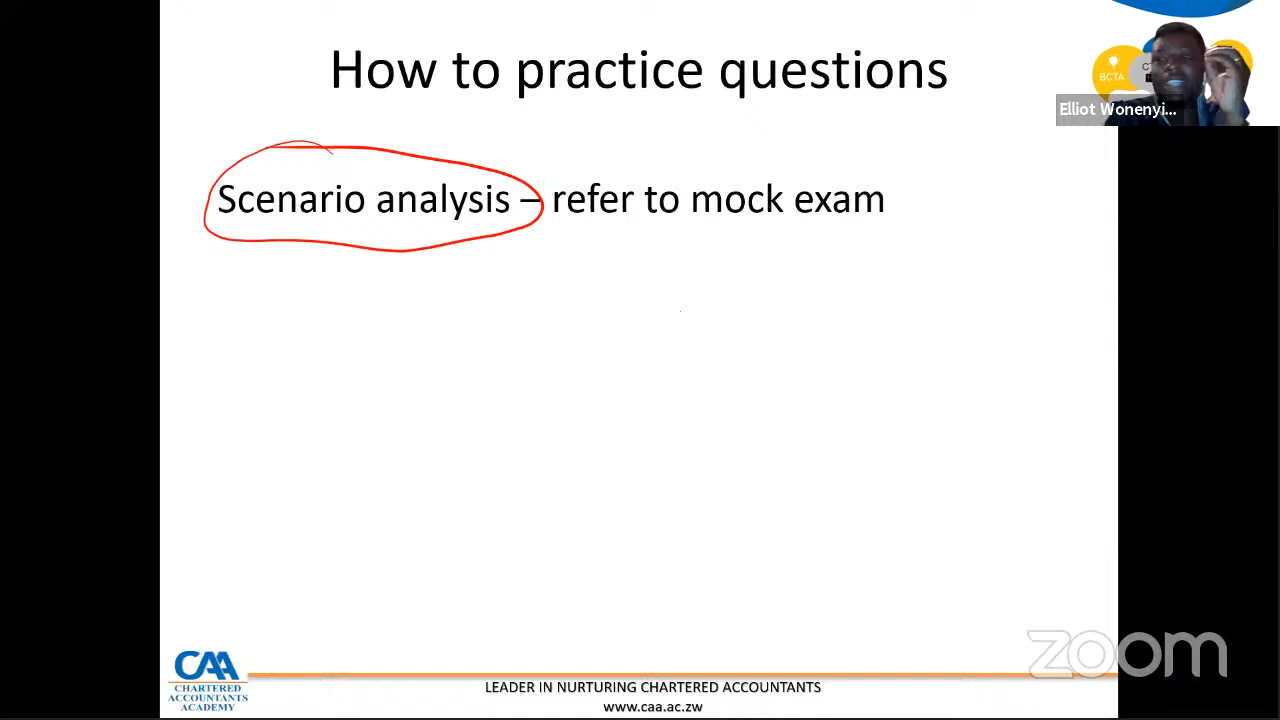 How to practice questions
BCTA
Elliot Wonenyi...
Scenario analysis – refer to mock exam
zoom
CAA
CHARTERED
ACCOUNTANTS
ACADEMY
LEADER IN NURTURING CHARTERED ACCOUNTANTS
www.caa.ac.zw